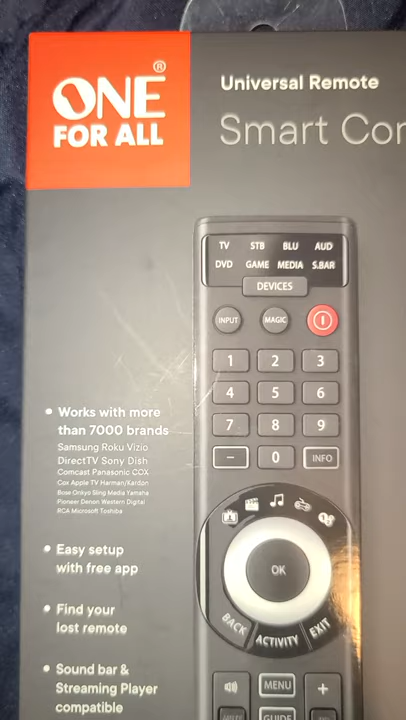 ONE®
FOR ALL
Universal Remote
Smart Cor
TV STB BLU AUD
DVD GAME MEDIA S.BAR
DEVICES
INPUT MAGIC
1 2 3
4 5 6
7 8 9
– 0 INFO
OK
BACK ACTIVITY EXIT
MENU +
GUIDE
• Works with more
than 7000 brands
Samsung Roku Vizio
DirectTV Sony Dish
Comcast Panasonic COX
Cox Apple TV Harman/Kardon
Bose Onkyo Sling Media Yamaha
Pioneer Denon Western Digital
RCA Microsoft Toshiba
• Easy setup
with free app
• Find your
lost remote
• Sound bar &
Streaming Player
compatible